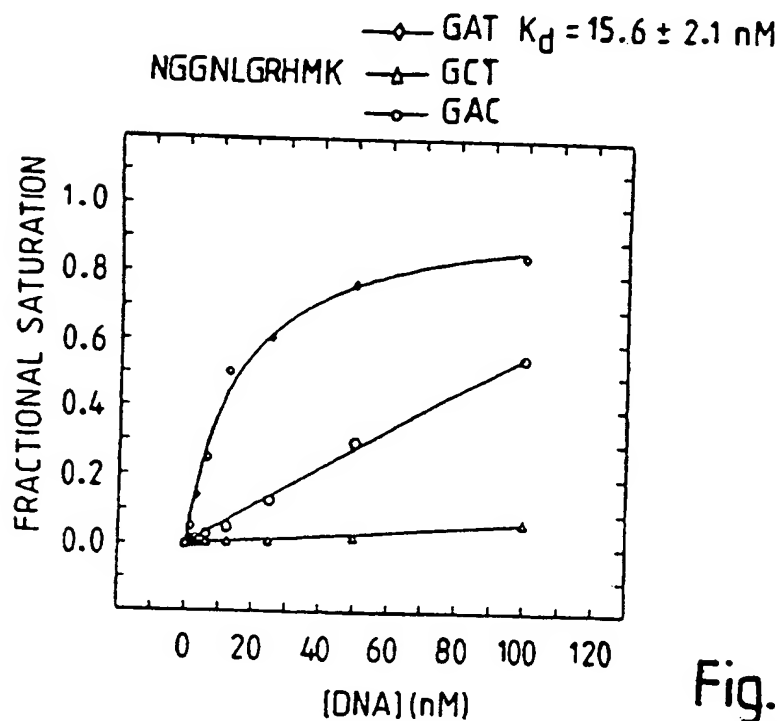 GAT Kd = 15.6 ± 2.1 nM
NGGNLGRHMK GCT
GAC
FRACTIONAL SATURATION
1.0
0.8
0.6
0.4
0.2
0.0
0 20 40 60 80 100 120
[DNA](nM)
Fig.